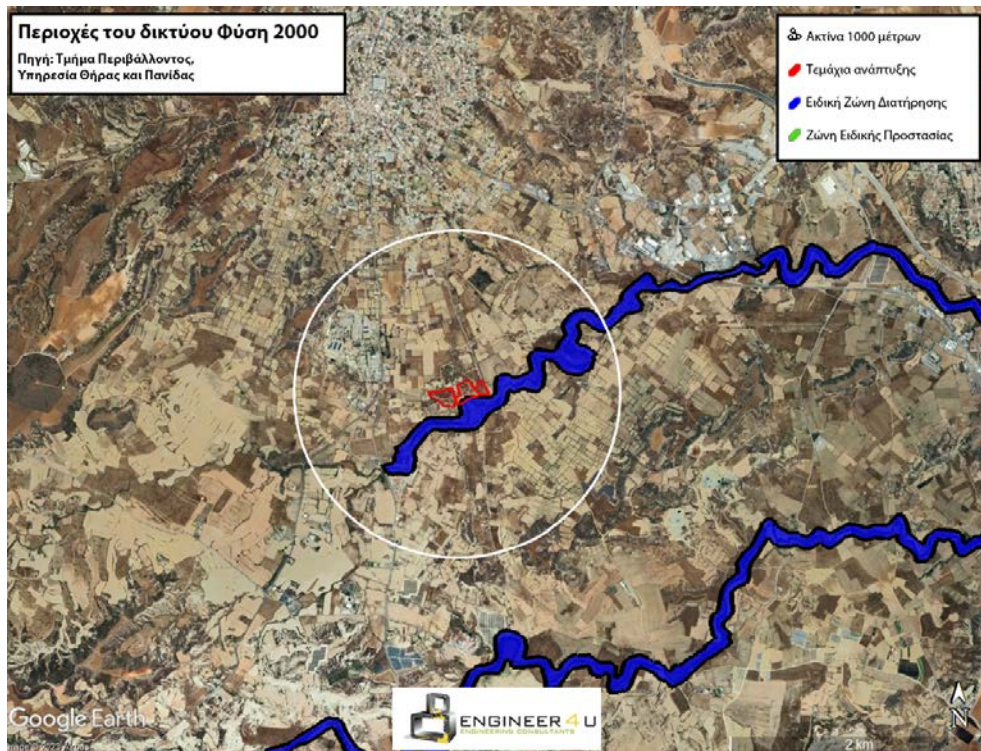 Περιοχές του δικτύου Φύση 2000
Πηγή: Τμήμα Περιβάλλοντος,
Υπηρεσία Θήρας και Πανίδας
Ακτίνα 1000 μέτρων
Τεμάχια ανάπτυξης
Ειδική Ζώνη Διατήρησης
Ζώνη Ειδικής Προστασίας
Google Earth
ENGINEER 4 U
ENGINEERING CONSULTANTS
2 km
N